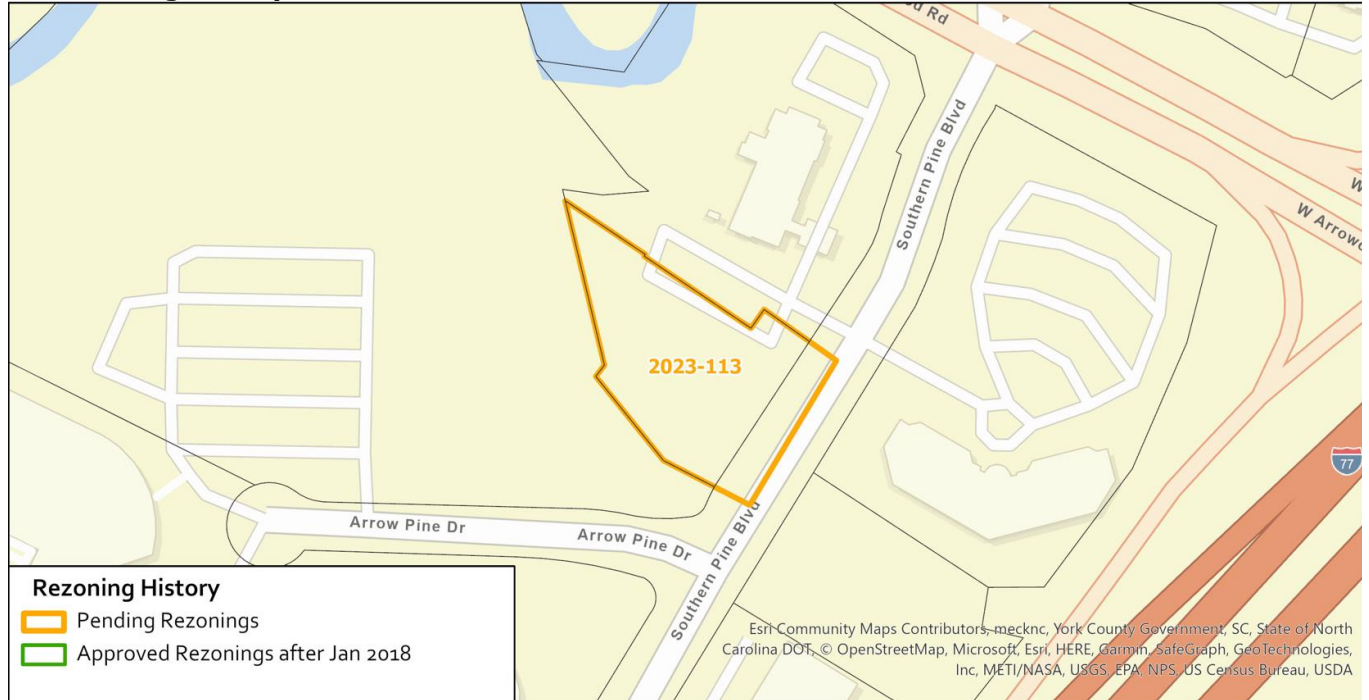 Rd
Southern Pine Blvd
W
W Arrowo
2023-113
77
Arrow Pine Dr
Arrow Pine Dr
Southern Pine Blvd
Rezoning History
Pending Rezonings
Approved Rezonings after Jan 2018
Esri Community Maps Contributors, mecknc, York County Government, SC, State of North
Carolina DOT, © OpenStreetMap, Microsoft, Esri, HERE, Garmin, SafeGraph, GeoTechnologies,
Inc, METI/NASA, USGS, EPA, NPS, US Census Bureau, USDA